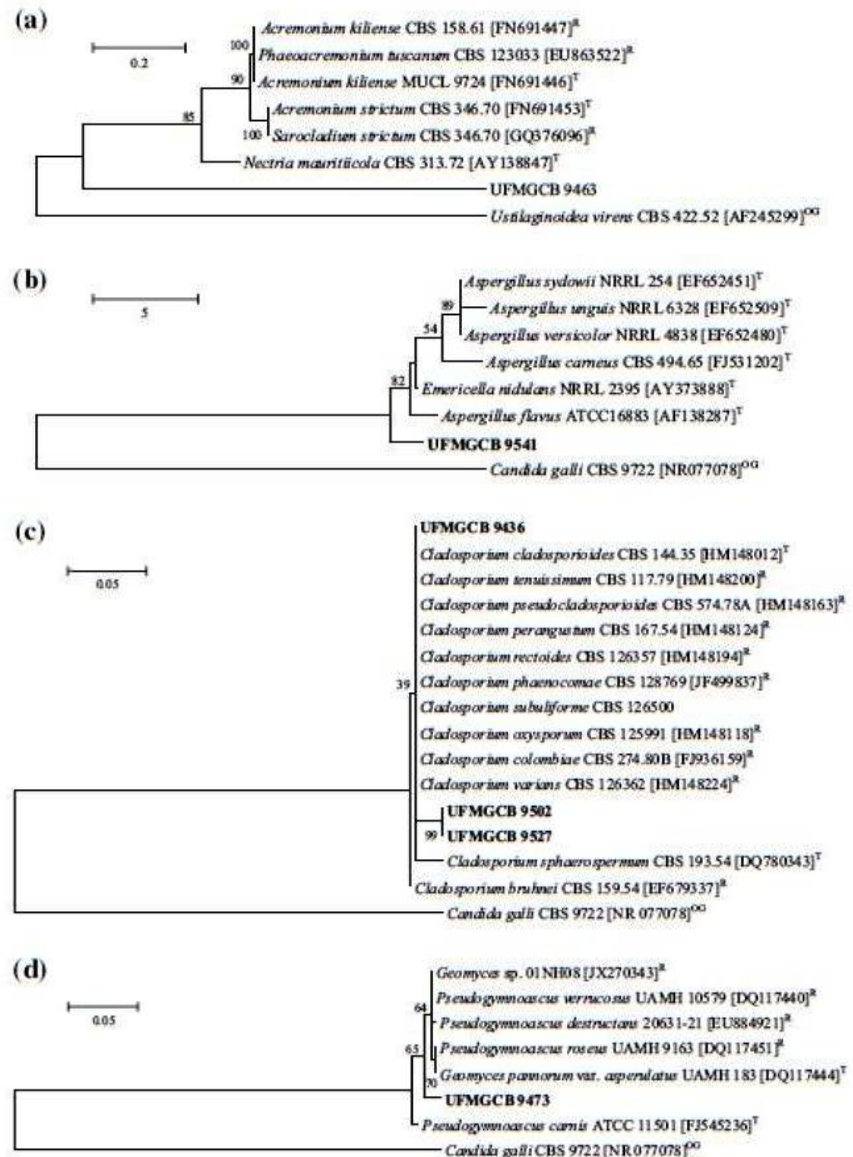 (a)
0.2
100
90
85
100
Acremonium kiliense CBS 158.61 [FN691447]R
Phaeoacremonium tuscanum CBS 123033 [EU863522]R
Acremonium kiliense MUCL 9724 [FN691446]T
Acremonium strictum CBS 346.70 [FN691453]T
Sarocladium strictum CBS 346.70 [GQ376096]R
Nectria mauritiicola CBS 313.72 [AY138847]T
UFMGCB 9463
Ustilaginoidea virens CBS 422.52 [AF245299]OG
(b)
5
89
54
82
Aspergillus sydowii NRRL 254 [EF652451]T
Aspergillus unguis NRRL 6328 [EF652509]T
Aspergillus versicolor NRRL 4838 [EF652480]T
Aspergillus carneus CBS 494.65 [FJ531202]T
Emericella nidulans NRRL 2395 [AY373888]T
Aspergillus flavus ATCC16883 [AF138287]T
UFMGCB 9541
Candida galli CBS 9722 [NR077078]OG
(c)
0.05
39
99
UFMGCB 9436
Cladosporium cladosporioides CBS 144.35 [HM148012]T
Cladosporium tenuissimum CBS 117.79 [HM148200]R
Cladosporium pseudocladosporioides CBS 574.78A [HM148163]R
Cladosporium perangustum CBS 167.54 [HM148124]R
Cladosporium rectoides CBS 126357 [HM148194]R
Cladosporium phaenocomae CBS 128769 [JF499837]R
Cladosporium subuliforme CBS 126500
Cladosporium oxysporum CBS 125991 [HM148118]R
Cladosporium colombiae CBS 274.80B [FJ936159]R
Cladosporium varians CBS 126362 [HM148224]R
UFMGCB 9502
UFMGCB 9527
Cladosporium sphaerospermum CBS 193.54 [DQ780343]T
Cladosporium bruhnei CBS 159.54 [EF679337]R
Candida galli CBS 9722 [NR 077078]OG
(d)
0.05
64
65
70
Geomyces sp. 01NH08 [JX270343]R
Pseudogymnoascus verrucosus UAMH 10579 [DQ117440]R
Pseudogymnoascus destructans 20631-21 [EU884921]R
Pseudogymnoascus roseus UAMH 9163 [DQ117451]R
Geomyces pannorum var. asperulatus UAMH 183 [DQ117444]T
UFMGCB 9473
Pseudogymnoascus carnis ATCC 11501 [FJ545236]T
Candida galli CBS 9722 [NR 077078]OG